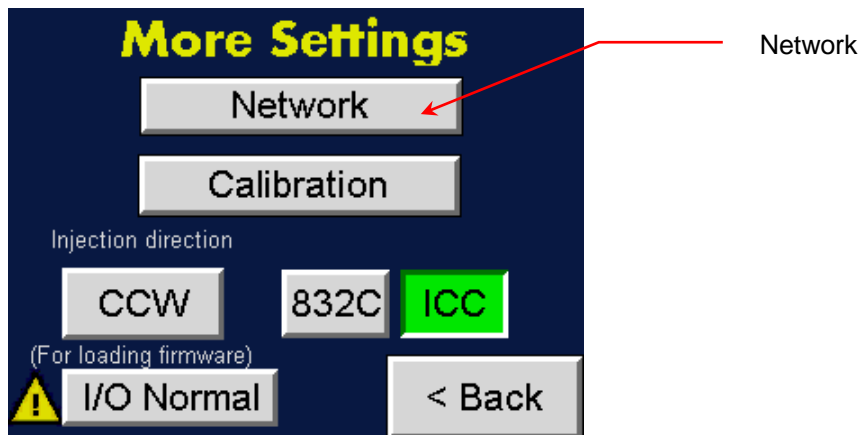 More Settings
Network
Network
Calibration
Injection direction
CCW
832C
ICC
(For loading firmware)
I/O Normal
< Back